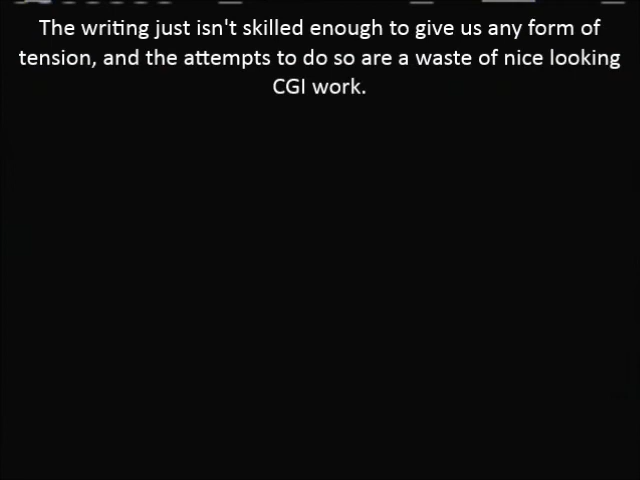 The writing just isn't skilled enough to give us any form of
tension, and the attempts to do so are a waste of nice looking
CGI work.